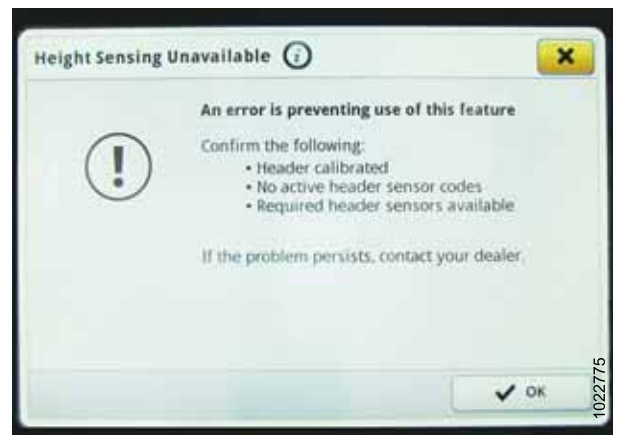 Height Sensing Unavailable
An error is preventing use of this feature
Confirm the following:
• Header calibrated
• No active header sensor codes
• Required header sensors available
If the problem persists, contact your dealer.
OK
1022775